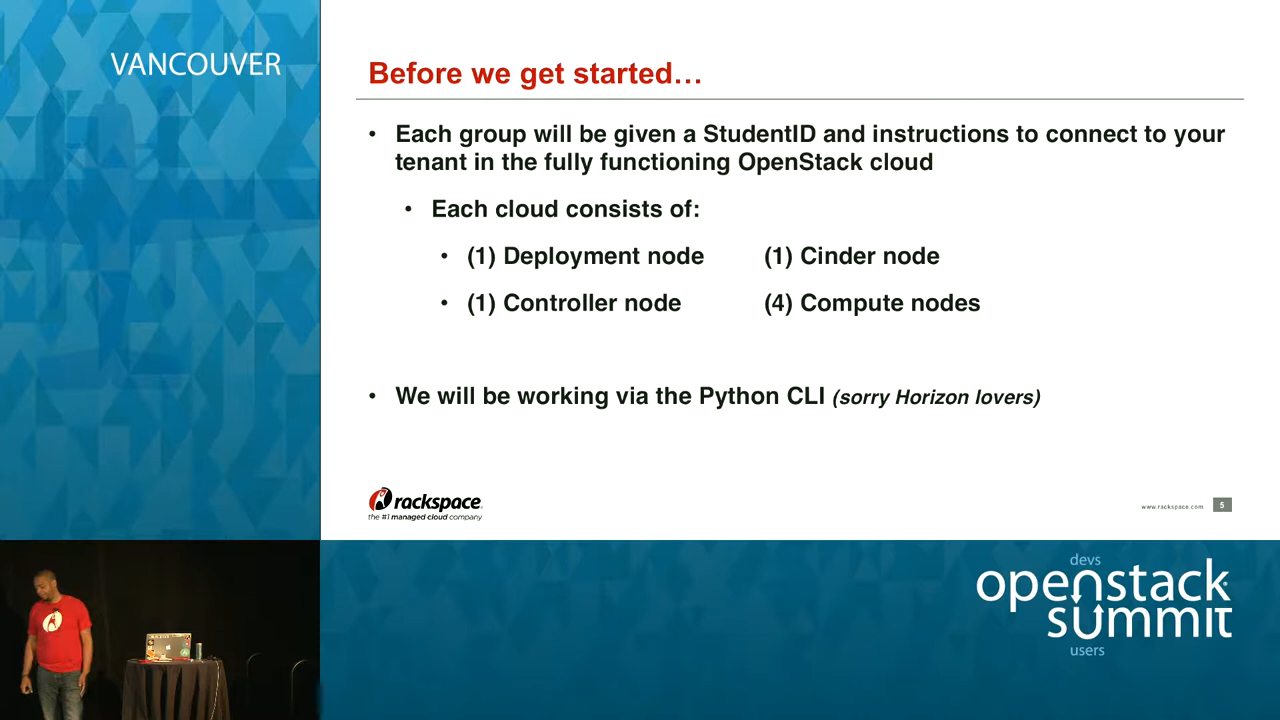 VANCOUVER
Before we get started…
• Each group will be given a StudentID and instructions to connect to your
tenant in the fully functioning OpenStack cloud
• Each cloud consists of:
• (1) Deployment node (1) Cinder node
• (1) Controller node (4) Compute nodes
• We will be working via the Python CLI (sorry Horizon lovers)
rackspace
the #1 managed cloud company
www.rackspace.com 5
devs
openstack
summit
users